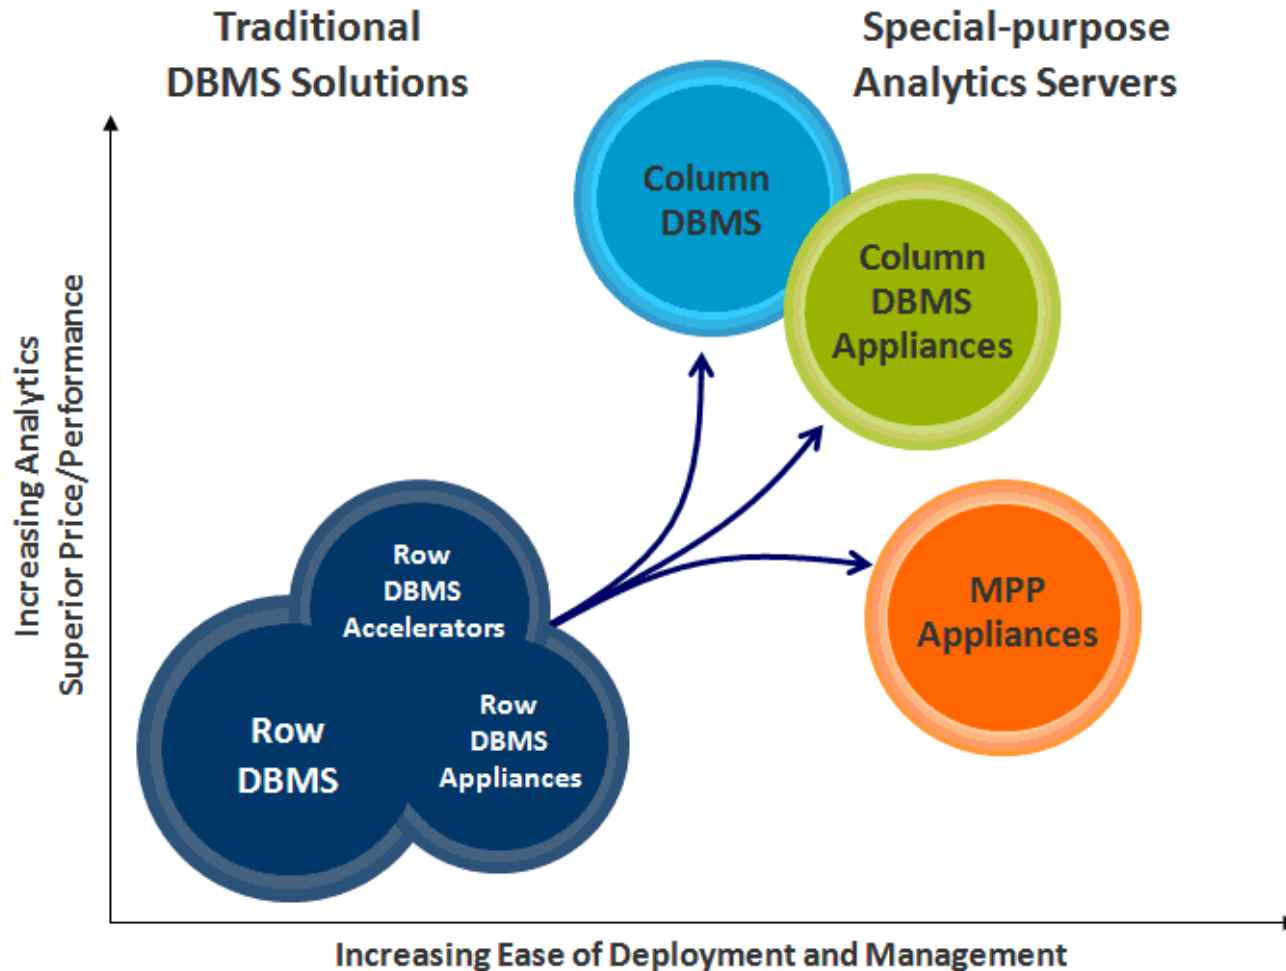 Traditional
DBMS Solutions
Special-purpose
Analytics Servers
Increasing Analytics
Superior Price/Performance
Column
DBMS
Column
DBMS
Appliances
Row
DBMS
Accelerators
MPP
Appliances
Row
DBMS
Row
DBMS
Appliances
Increasing Ease of Deployment and Management